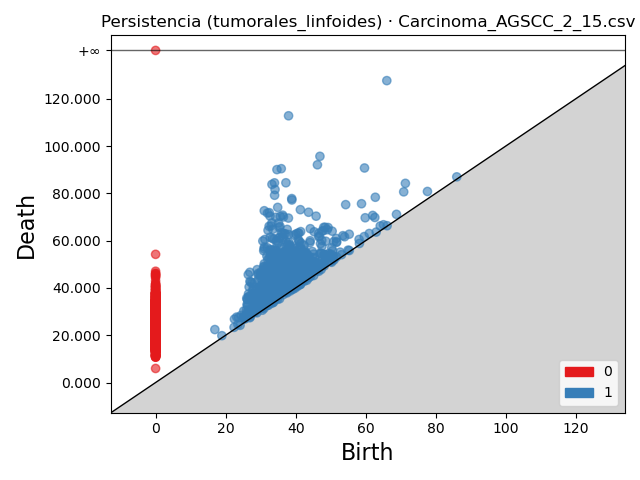 Persistencia (tumorales_linfoides) · Carcinoma_AGSCC_2_15.csv
+∞
120.000
100.000
80.000
60.000
40.000
20.000
0.000
Death
0
1
0 20 40 60 80 100 120
Birth